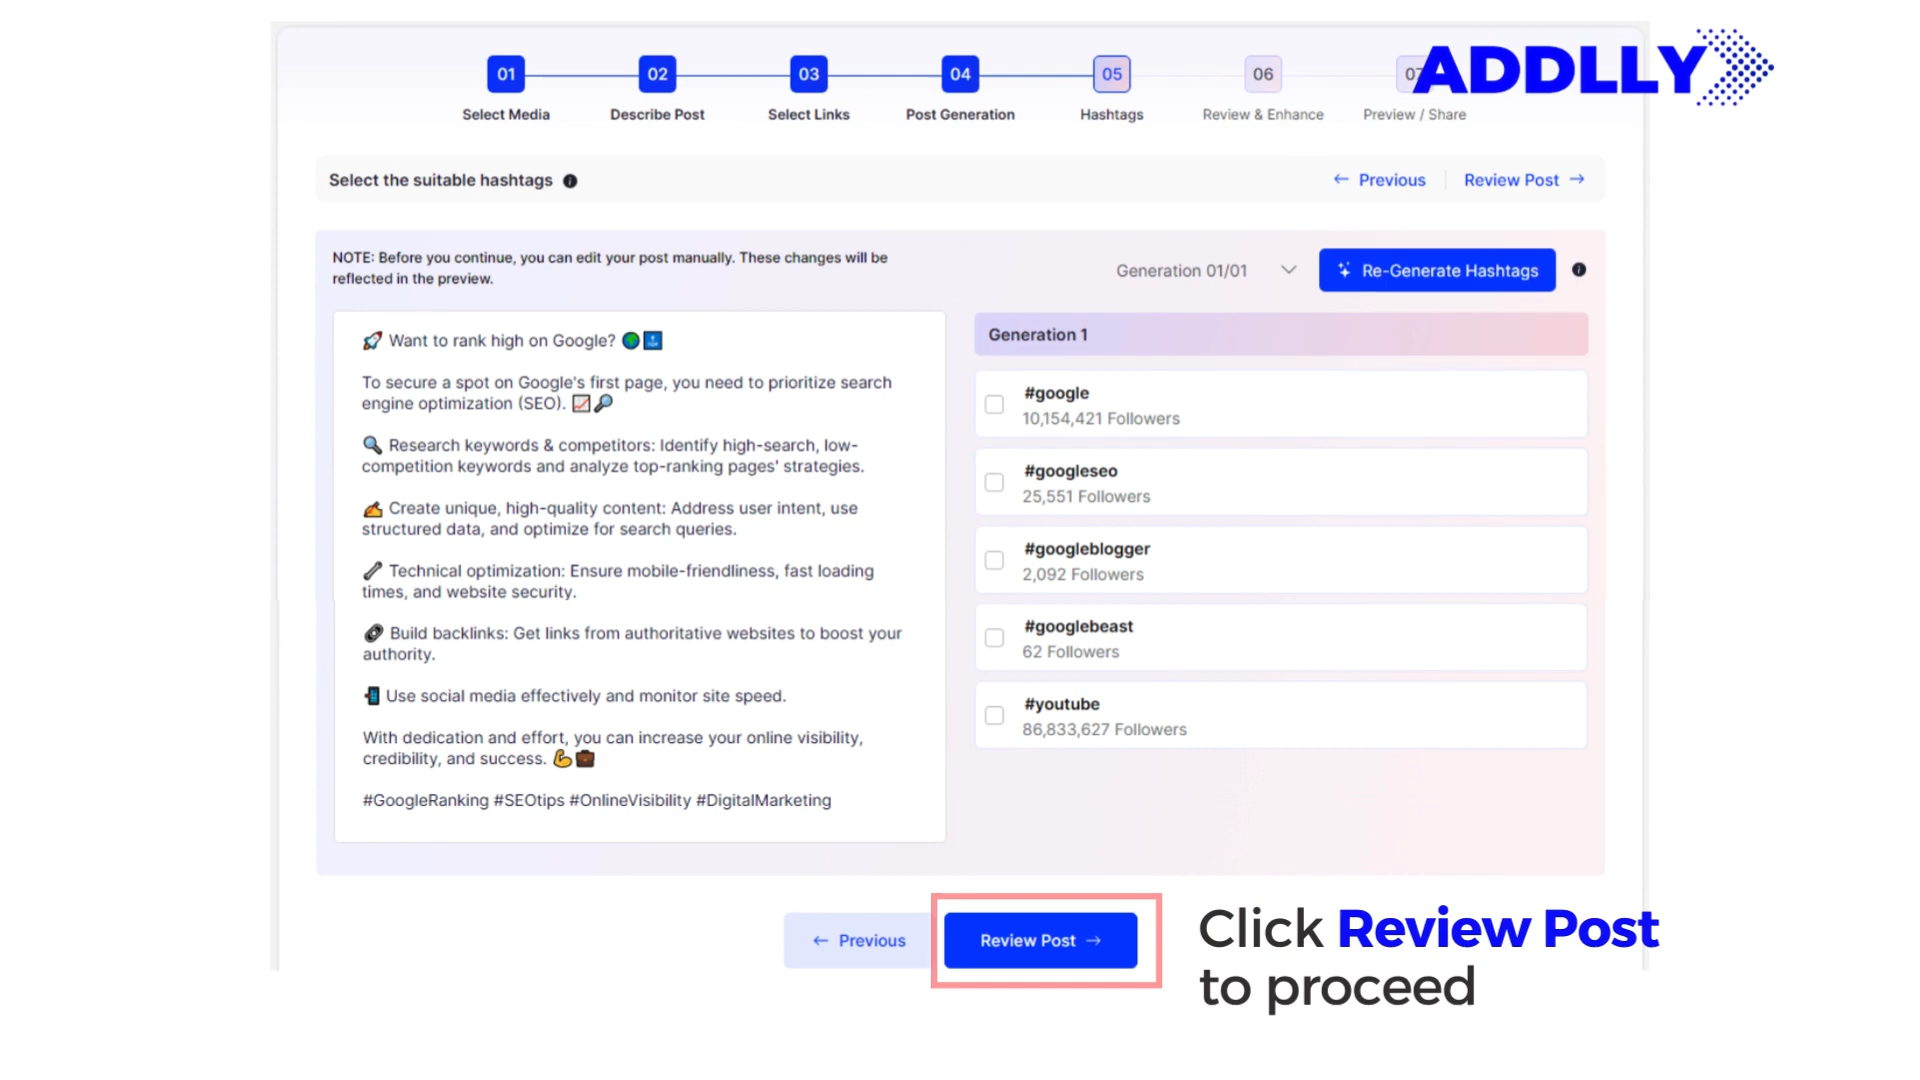 01 02 03 04 05 06 07
ADDLLY
Select Media Describe Post Select Links Post Generation Hashtags Review & Enhance Preview / Share
Select the suitable hashtags
← Previous Review Post →
NOTE: Before you continue, you can edit your post manually. These changes will be
reflected in the preview.
Generation 01/01
Re-Generate Hashtags
🚀 Want to rank high on Google? 🌍🔝
To secure a spot on Google's first page, you need to prioritize search
engine optimization (SEO). 📈🔎
🔍 Research keywords & competitors: Identify high-search, low-
competition keywords and analyze top-ranking pages' strategies.
✍️ Create unique, high-quality content: Address user intent, use
structured data, and optimize for search queries.
🔧 Technical optimization: Ensure mobile-friendliness, fast loading
times, and website security.
🔗 Build backlinks: Get links from authoritative websites to boost your
authority.
📲 Use social media effectively and monitor site speed.
With dedication and effort, you can increase your online visibility,
credibility, and success. 💪💼
#GoogleRanking #SEOtips #OnlineVisibility #DigitalMarketing
Generation 1
#google
10,154,421 Followers
#googleseo
25,551 Followers
#googleblogger
2,092 Followers
#googlebeast
62 Followers
#youtube
86,833,627 Followers
← Previous
Review Post →
Click Review Post
to proceed